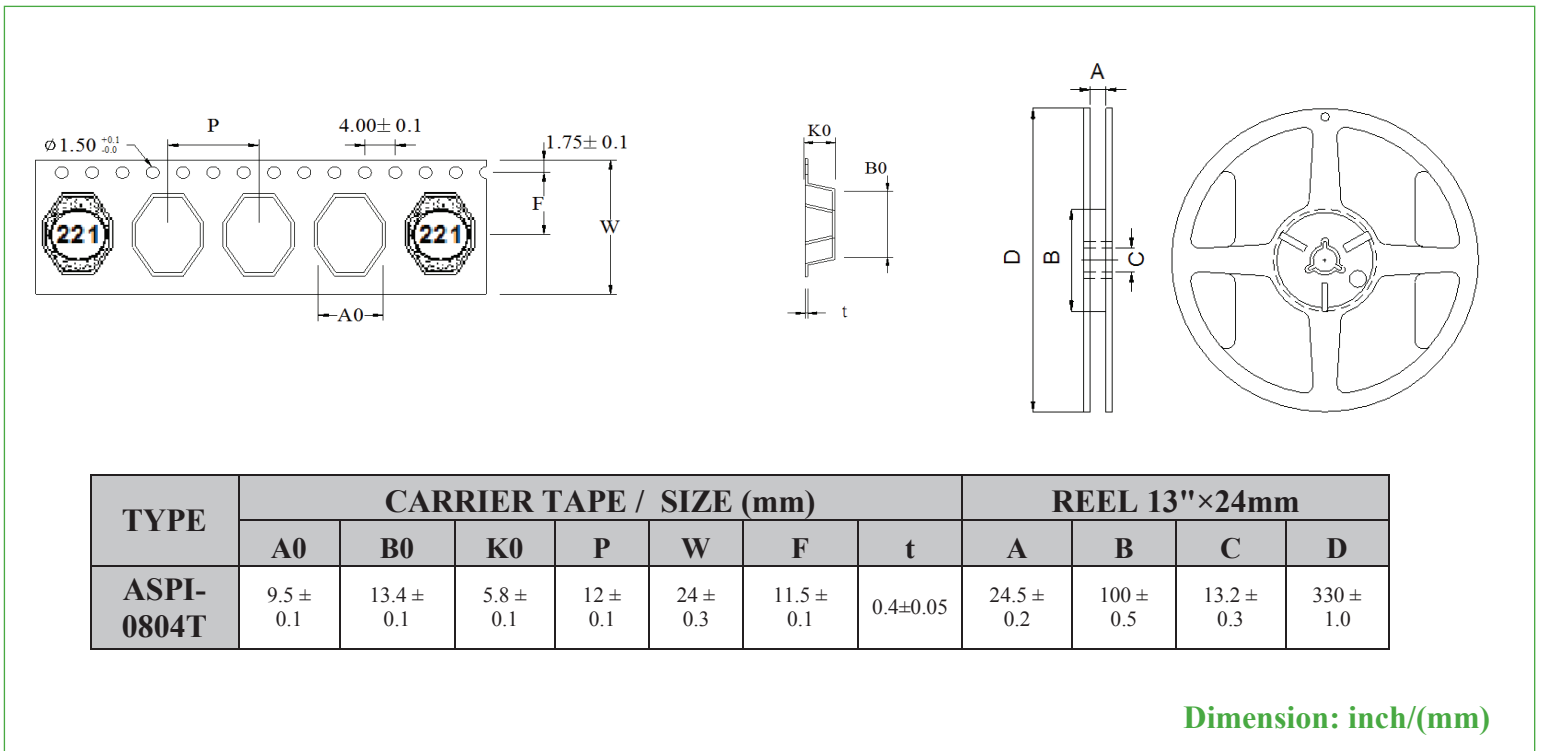 A
P
4.00± 0.1
⌀1.50 +0.1 -0.0
1.75± 0.1
K0
B0
F
W
221
221
A0
t
D
B
C
TYPE
CARRIER TAPE / SIZE (mm)
REEL 13"×24mm
A0 B0 K0 P W F t A B C D
ASPI-
0804T
9.5 ±
0.1
13.4 ±
0.1
5.8 ±
0.1
12 ±
0.1
24 ±
0.3
11.5 ±
0.1
0.4±0.05
24.5 ±
0.2
100 ±
0.5
13.2 ±
0.3
330 ±
1.0
Dimension: inch/(mm)